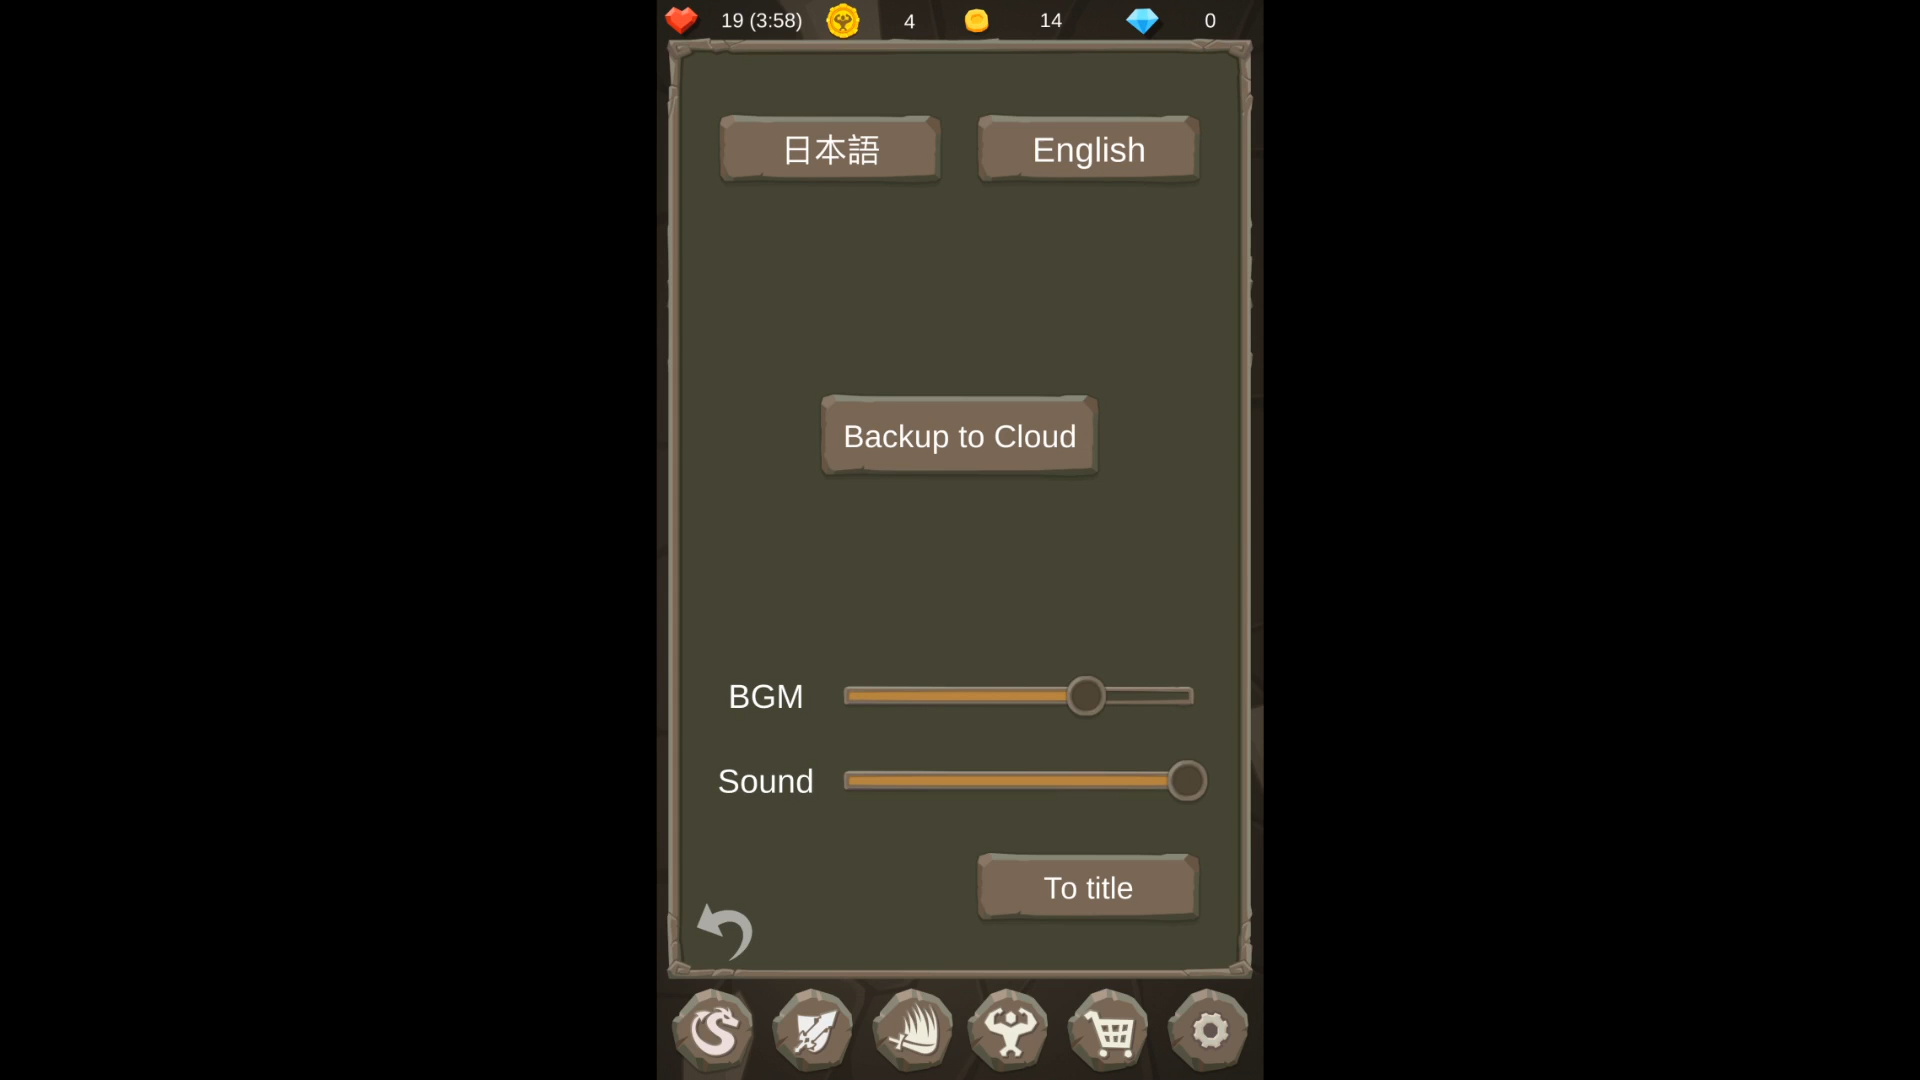 19 (3:58) 4 14 0
日本語 English
Backup to Cloud
BGM
Sound
To title